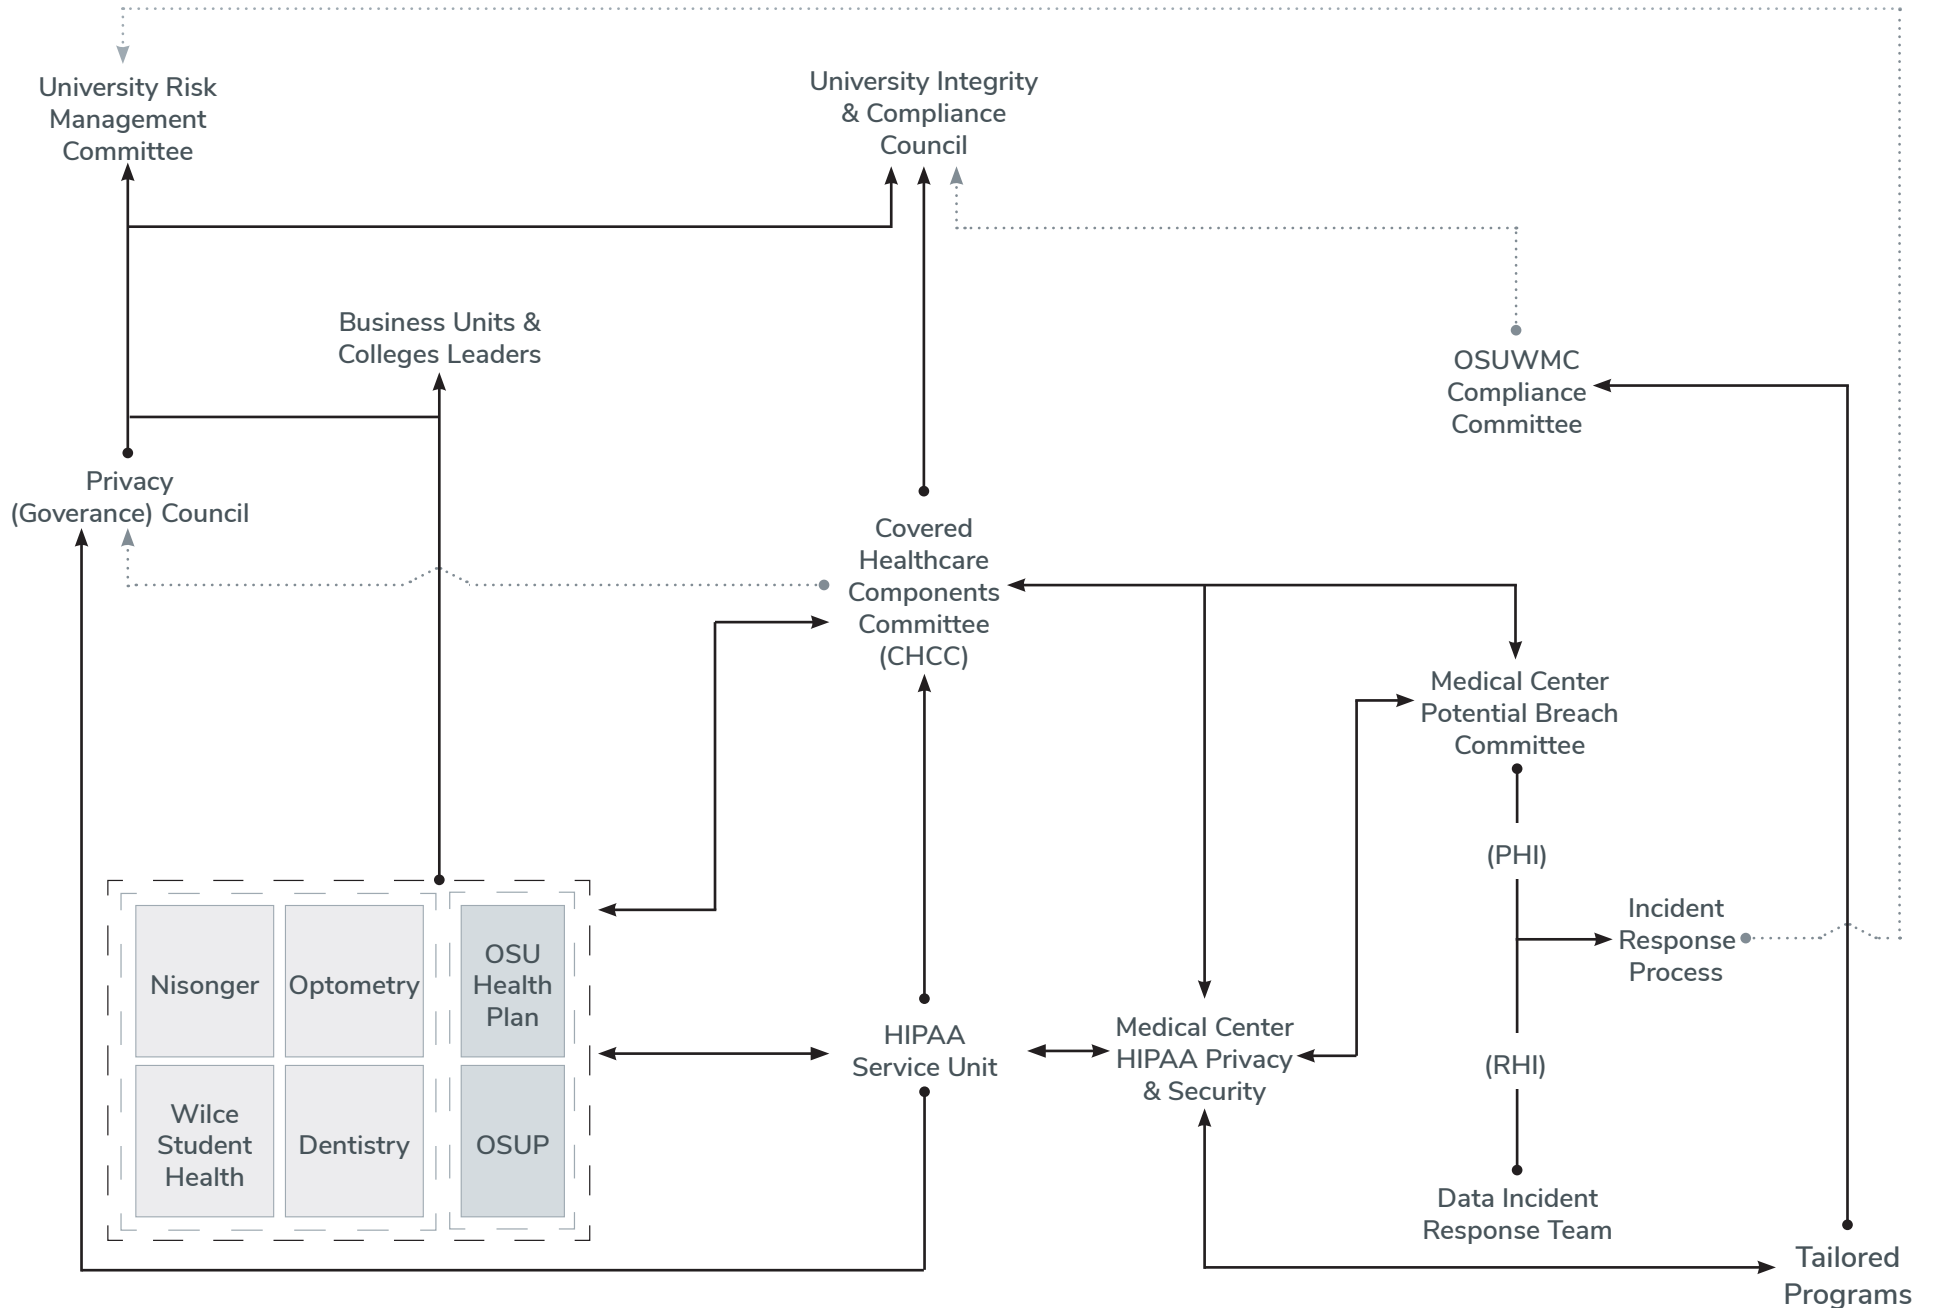 University Risk
Management
Committee
University Integrity
& Compliance
Council
Business Units &
Colleges Leaders
OSUWMC
Compliance
Committee
Privacy
(Goverance) Council
Covered
Healthcare
Components
Committee
(CHCC)
Medical Center
Potential Breach
Committee
(PHI)
Incident
Response
Process
Nisonger
Optometry
OSU
Health
Plan
Wilce
Student
Health
Dentistry
OSUP
HIPAA
Service Unit
Medical Center
HIPAA Privacy
& Security
(RHI)
Data Incident
Response Team
Tailored
Programs